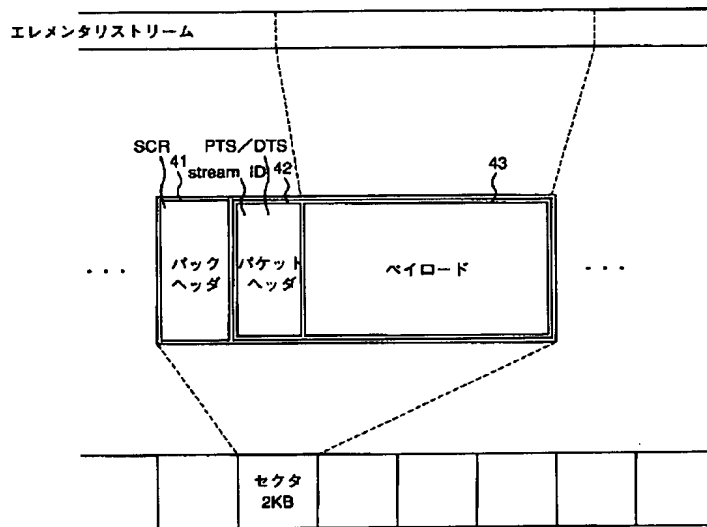 エレメンタリストリーム
SCR
PTS/DTS
41
stream ID
42
43
パック
ヘッダ
パケット
ヘッダ
ペイロード
・・・
・・・
セクタ
2KB